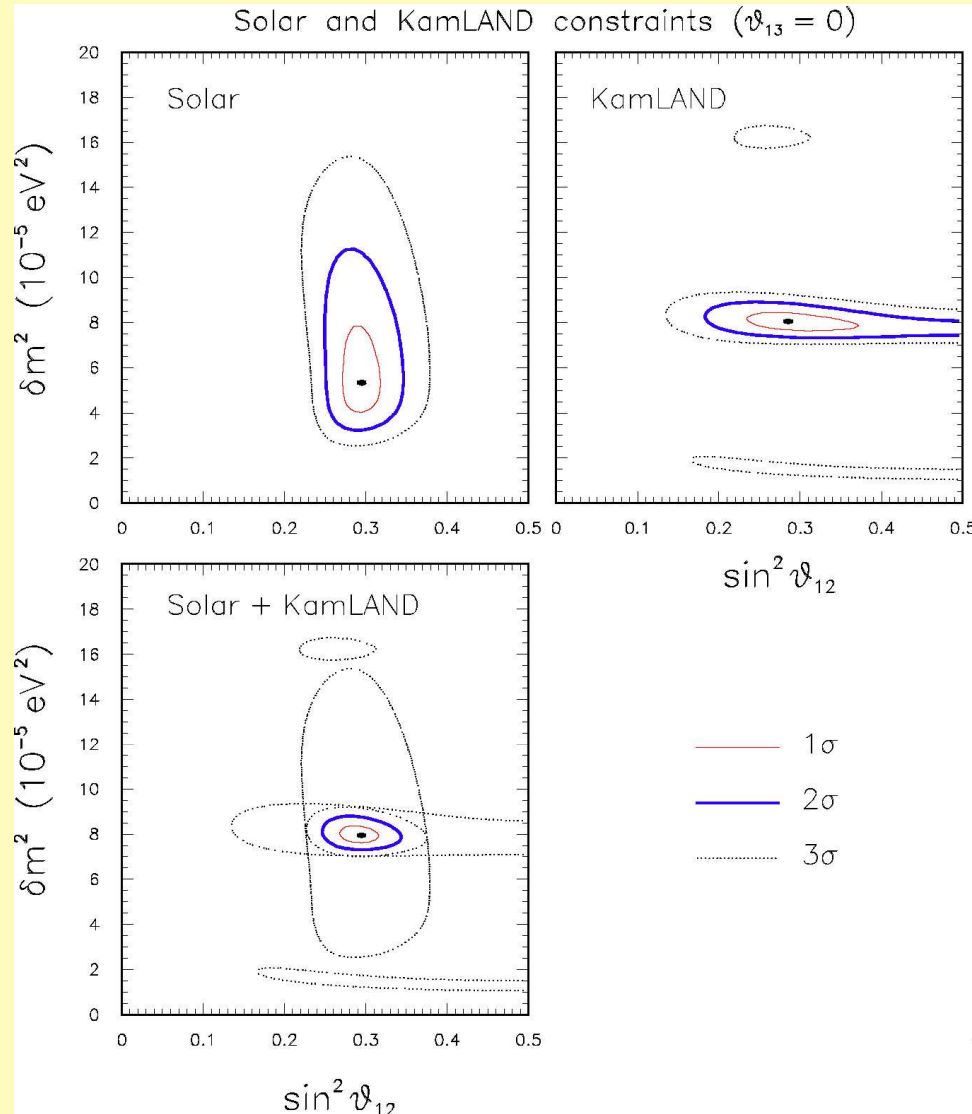 Solar and KamLAND constraints (ϑ₁₃ = 0)
Solar
KamLAND
δm² (10⁻⁵ eV²)
20
18
16
14
12
10
8
6
4
2
0
0 0.1 0.2 0.3 0.4 0.5
0 0.1 0.2 0.3 0.4 0.5
sin² ϑ₁₂
Solar + KamLAND
δm² (10⁻⁵ eV²)
20
18
16
14
12
10
8
6
4
2
0
0 0.1 0.2 0.3 0.4 0.5
sin² ϑ₁₂
1σ
2σ
3σ